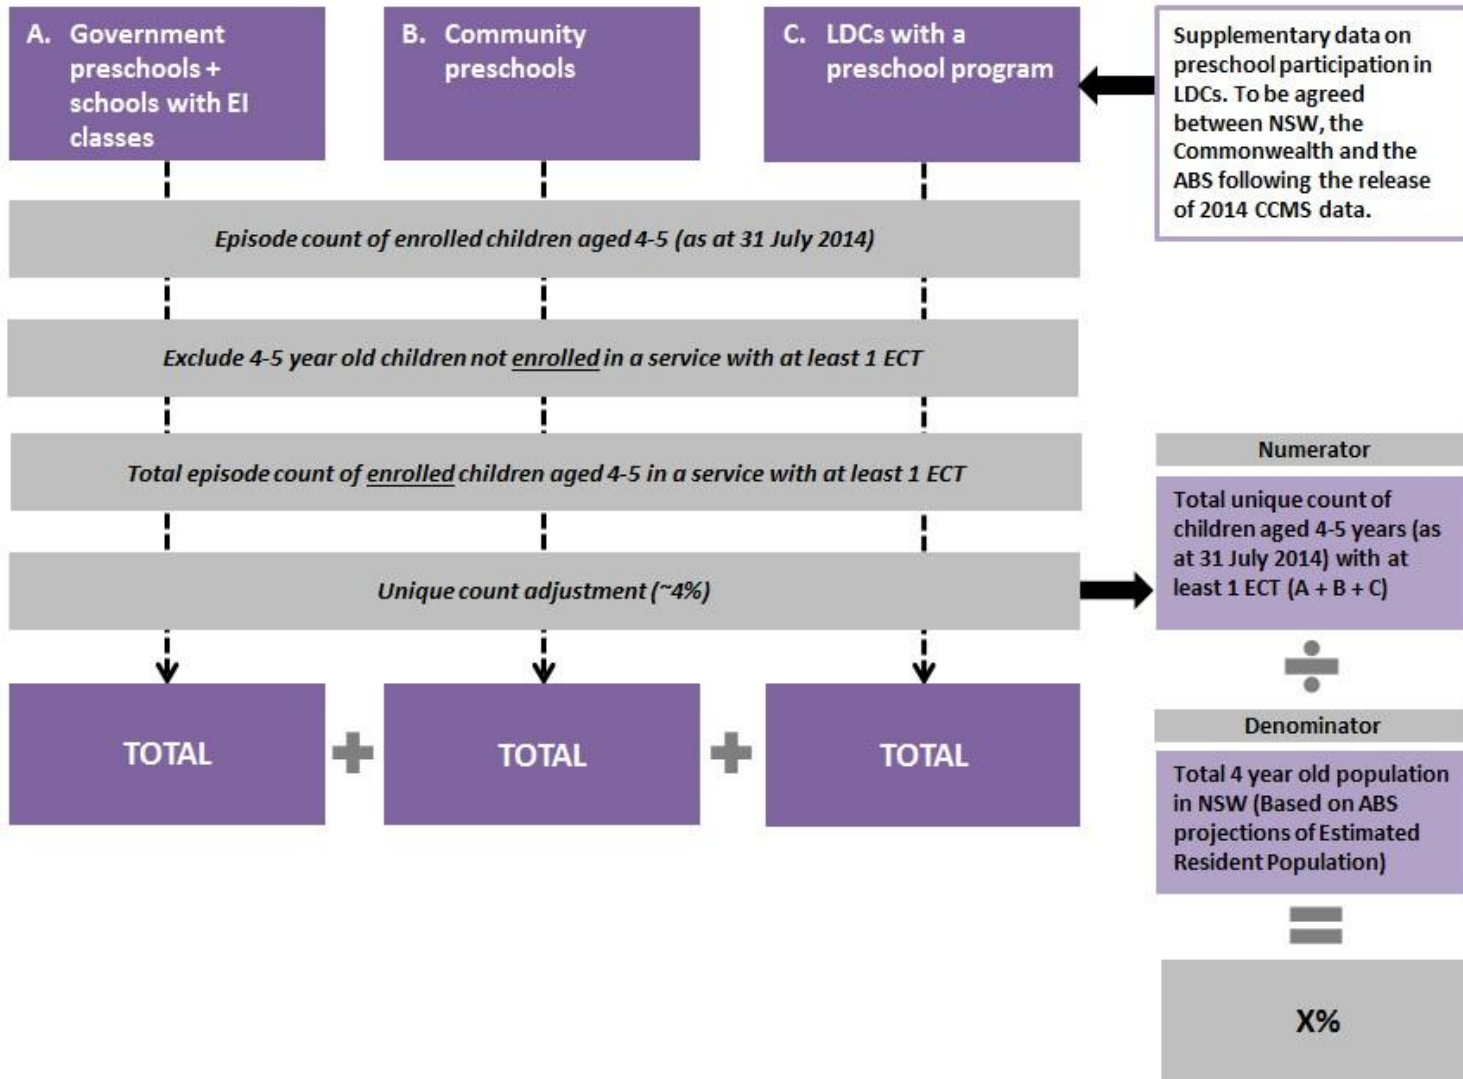 A. Government
preschools +
schools with EI
classes
B. Community
preschools
C. LDCs with a
preschool program
Supplementary data on
preschool participation in
LDCs. To be agreed
between NSW, the
Commonwealth and the
ABS following the release
of 2014 CCMS data.
Episode count of enrolled children aged 4-5 (as at 31 July 2014)
Exclude 4-5 year old children not enrolled in a service with at least 1 ECT
Total episode count of enrolled children aged 4-5 in a service with at least 1 ECT
Unique count adjustment (~4%)
Numerator
Total unique count of
children aged 4-5 years (as
at 31 July 2014) with at
least 1 ECT (A + B + C)
÷
TOTAL + TOTAL + TOTAL
Denominator
Total 4 year old population
in NSW (Based on ABS
projections of Estimated
Resident Population)
=
X%